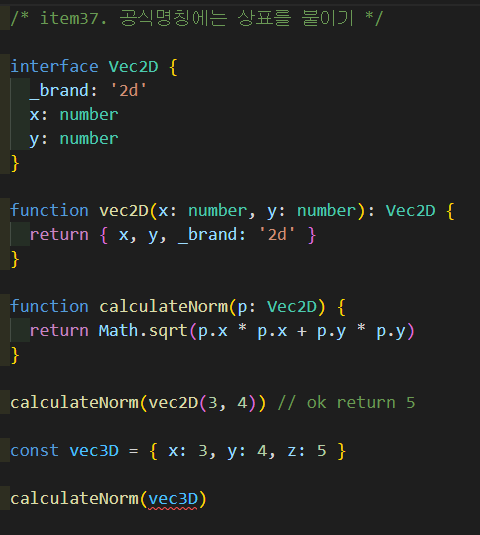 /* item37. 공식명칭에는 상표를 붙이기 */
interface Vec2D {
_brand: '2d'
x: number
y: number
}
function vec2D(x: number, y: number): Vec2D {
return { x, y, _brand: '2d' }
}
function calculateNorm(p: Vec2D) {
return Math.sqrt(p.x * p.x + p.y * p.y)
}
calculateNorm(vec2D(3, 4)) // ok return 5
const vec3D = { x: 3, y: 4, z: 5 }
calculateNorm(vec3D)